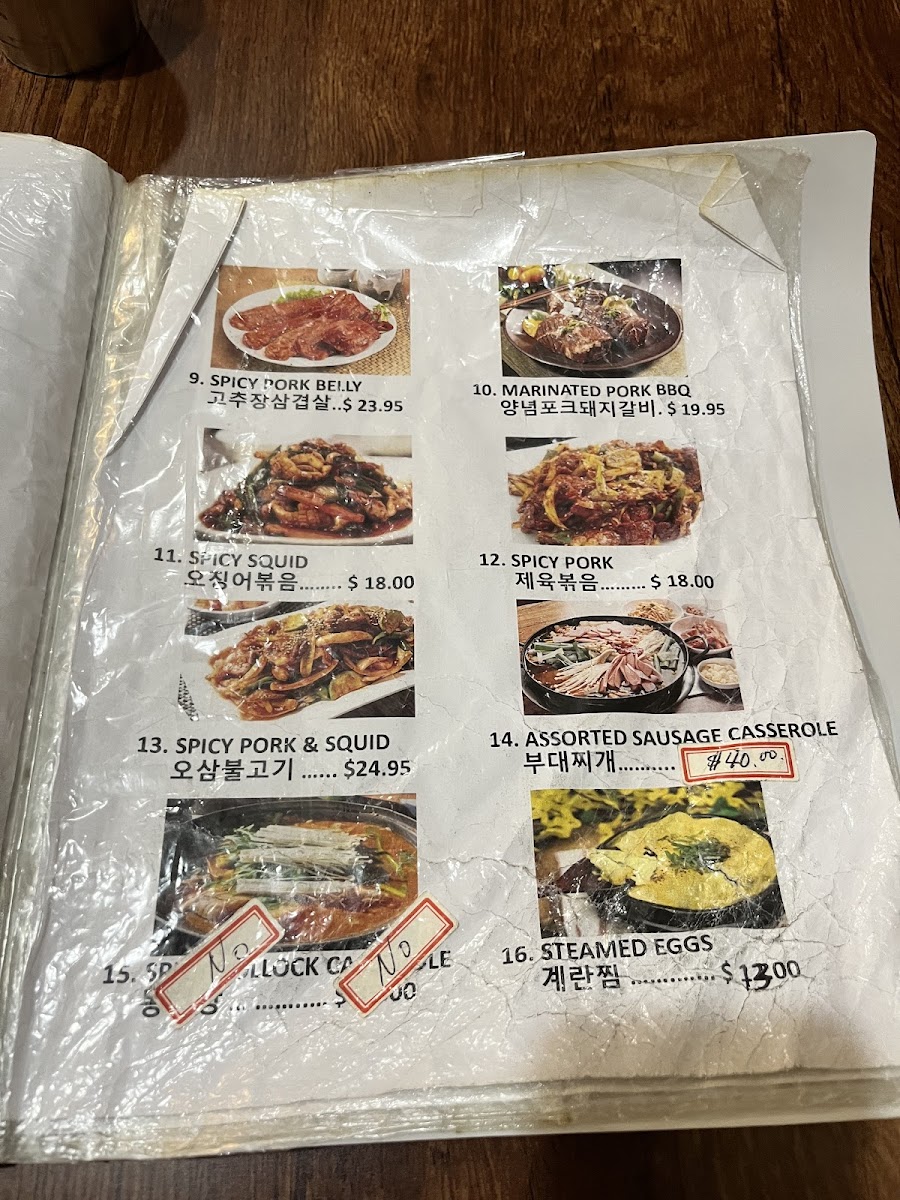 9. SPICY PORK BELLY
고추장삼겹살..$ 23.95
10. MARINATED PORK BBQ
양념포크돼지갈비. $ 19.95
11. SPICY SQUID
오징어볶음........ $ 18.00
12. SPICY PORK
제육볶음......... $ 18.00
13. SPICY PORK & SQUID
오삼불고기 ...... $24.95
14. ASSORTED SAUSAGE CASSEROLE
부대찌개.......... $40.00
No
No
15.
16. STEAMED EGGS
계란찜 ............. $ 13.00